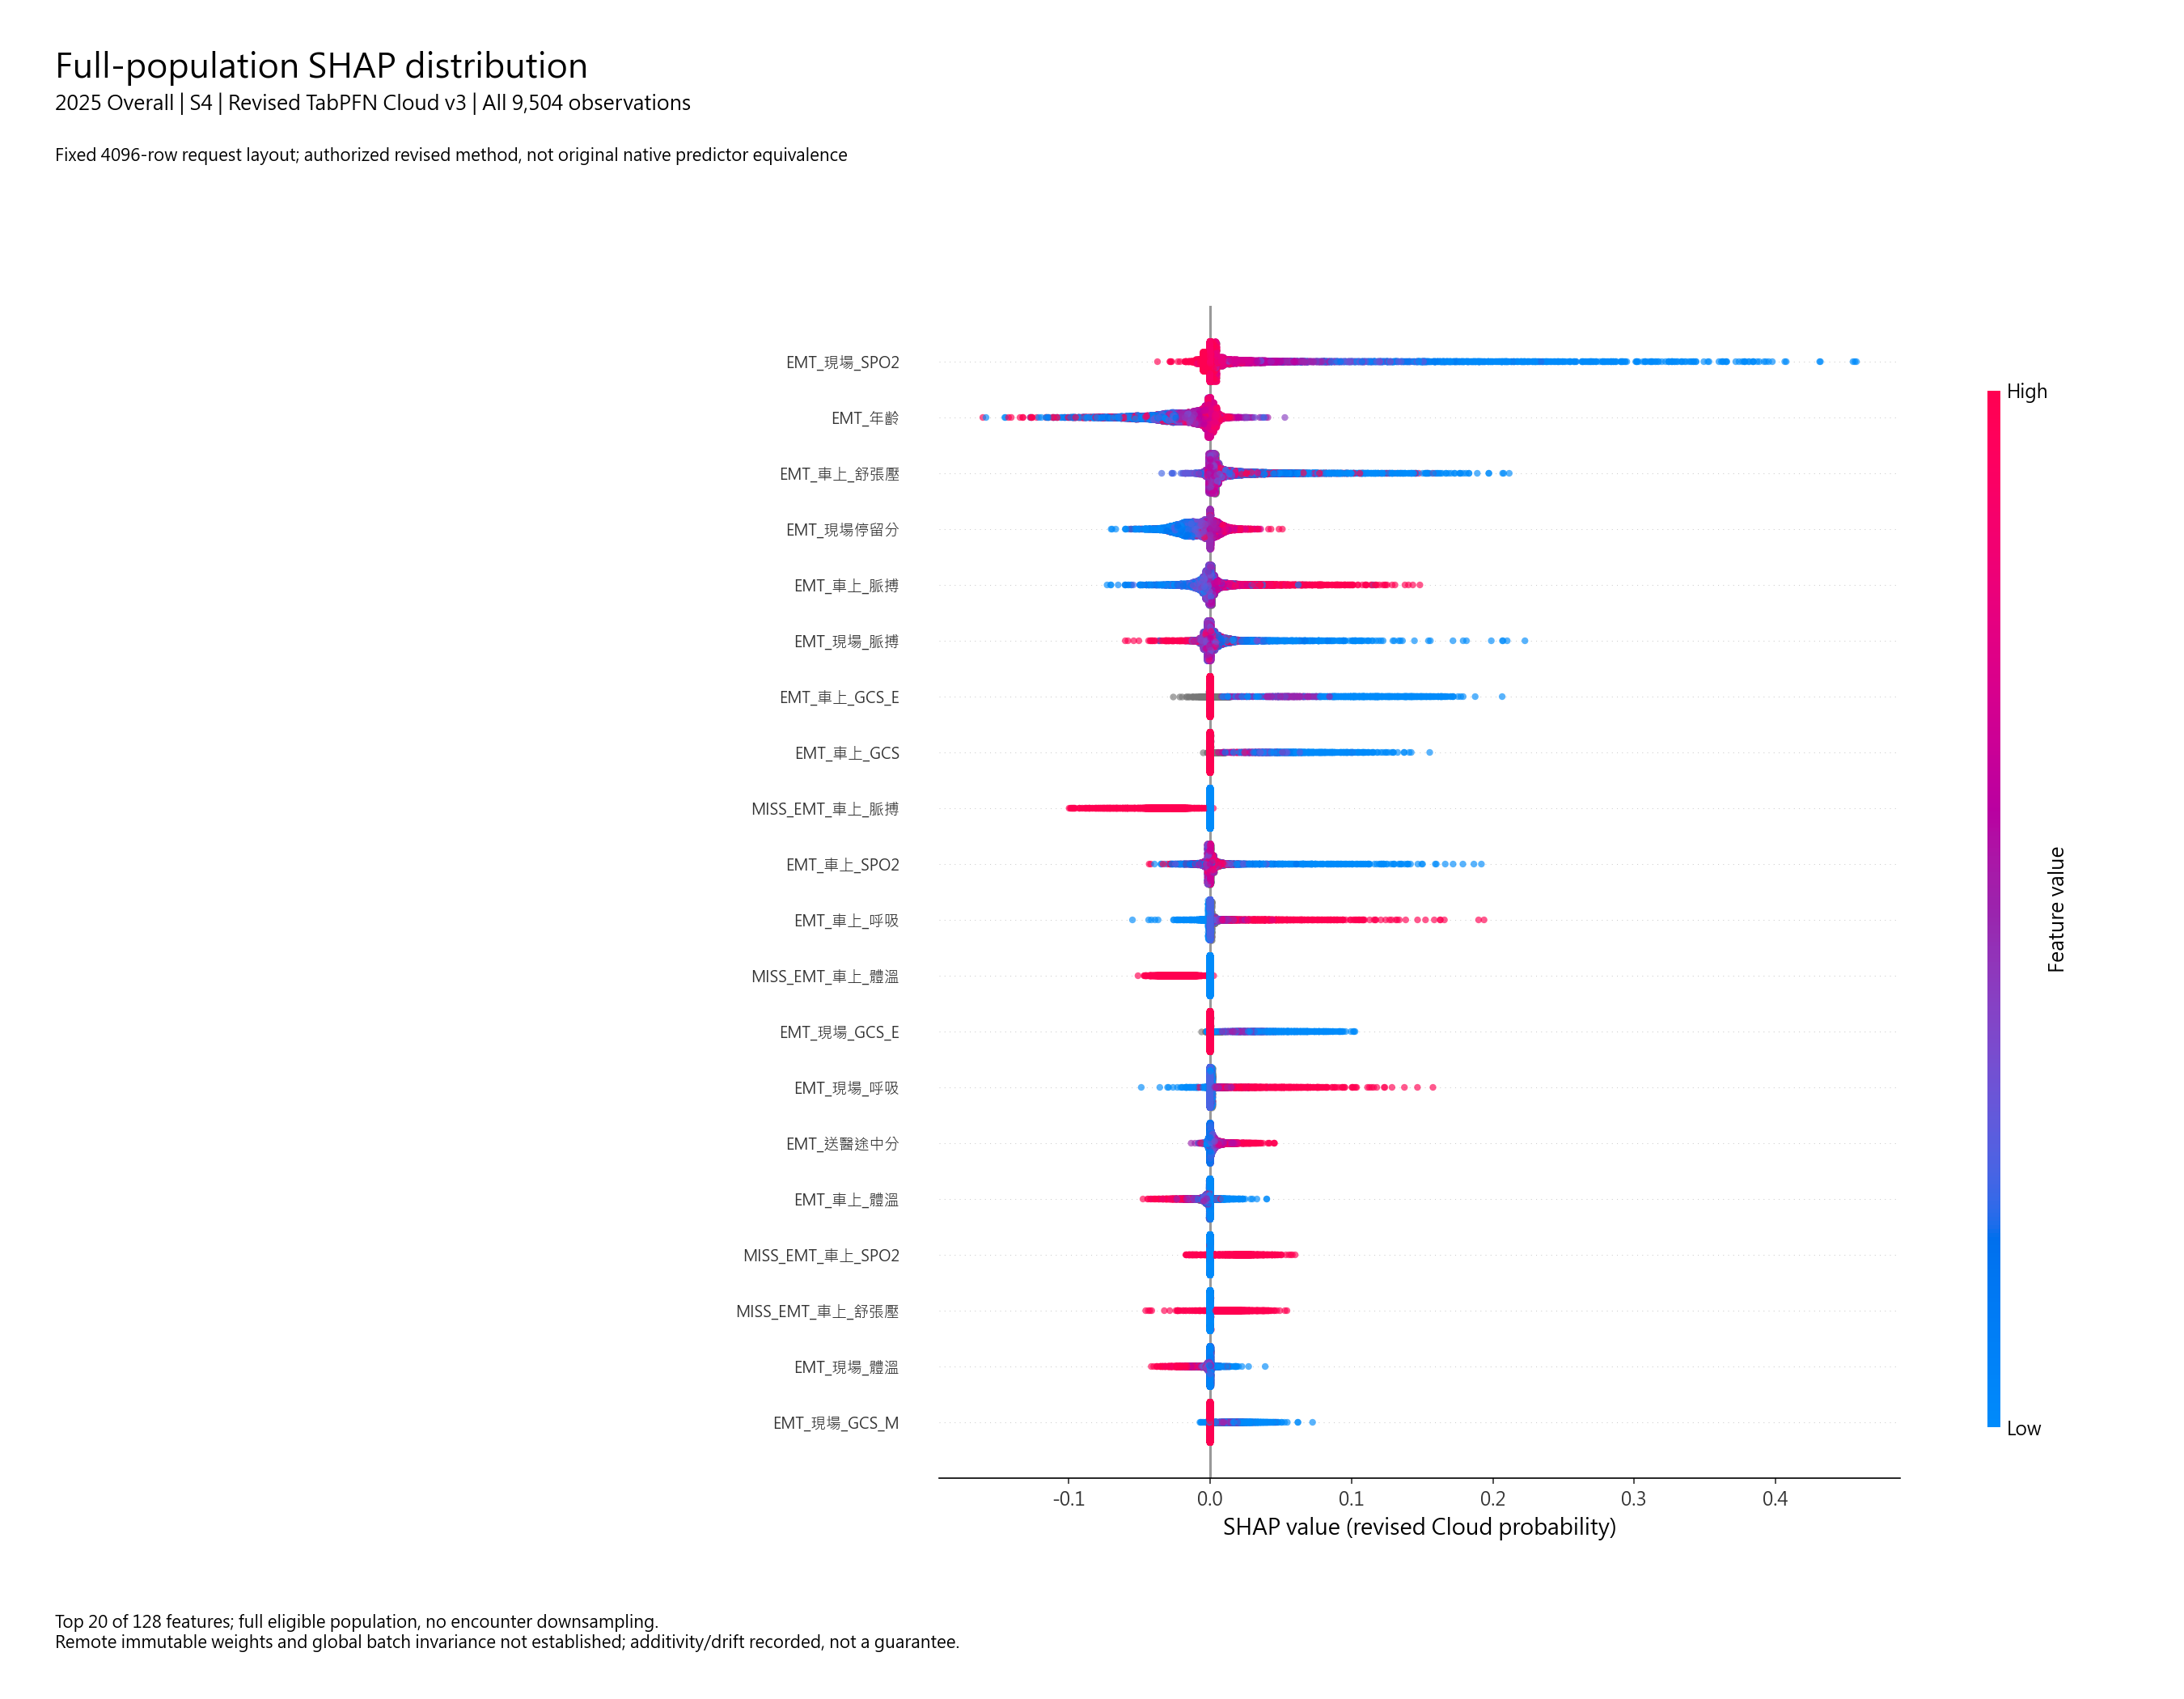 Full-population SHAP distribution
2025 Overall | S4 | Revised TabPFN Cloud v3 | All 9,504 observations
Fixed 4096-row request layout; authorized revised method, not original native predictor equivalence
EMT_現場_SPO2
EMT_年齡
EMT_車上_舒張壓
EMT_現場停留分
EMT_車上_脈搏
EMT_現場_脈搏
EMT_車上_GCS_E
EMT_車上_GCS
MISS_EMT_車上_脈搏
EMT_車上_SPO2
EMT_車上_呼吸
MISS_EMT_車上_體溫
EMT_現場_GCS_E
EMT_現場_呼吸
EMT_送醫途中分
EMT_車上_體溫
MISS_EMT_車上_SPO2
MISS_EMT_車上_舒張壓
EMT_現場_體溫
EMT_現場_GCS_M
-0.1 0.0 0.1 0.2 0.3 0.4
SHAP value (revised Cloud probability)
High
Feature value
Low
Top 20 of 128 features; full eligible population, no encounter downsampling.
Remote immutable weights and global batch invariance not established; additivity/drift recorded, not a guarantee.